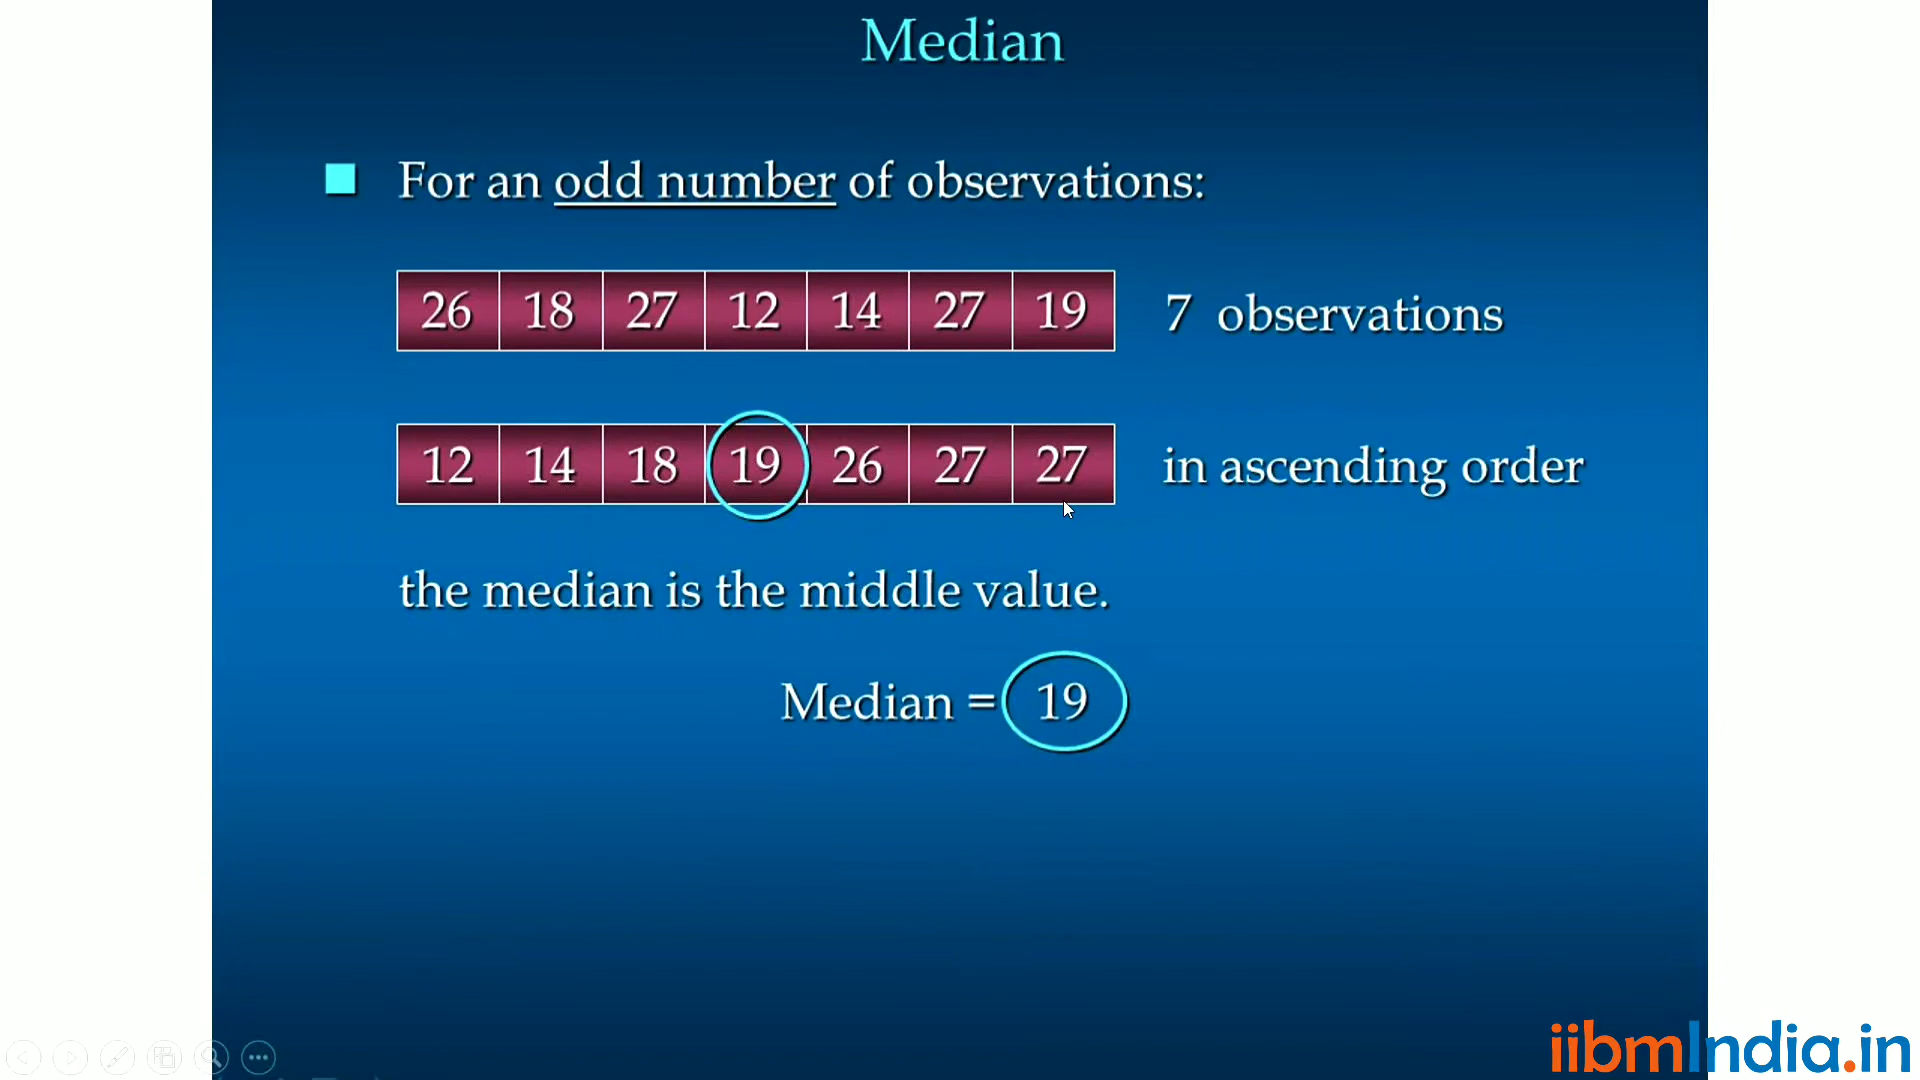 Median
For an odd number of observations:
26 18 27 12 14 27 19 7 observations
12 14 18 19 26 27 27 in ascending order
the median is the middle value.
Median = 19
iibmIndia.in